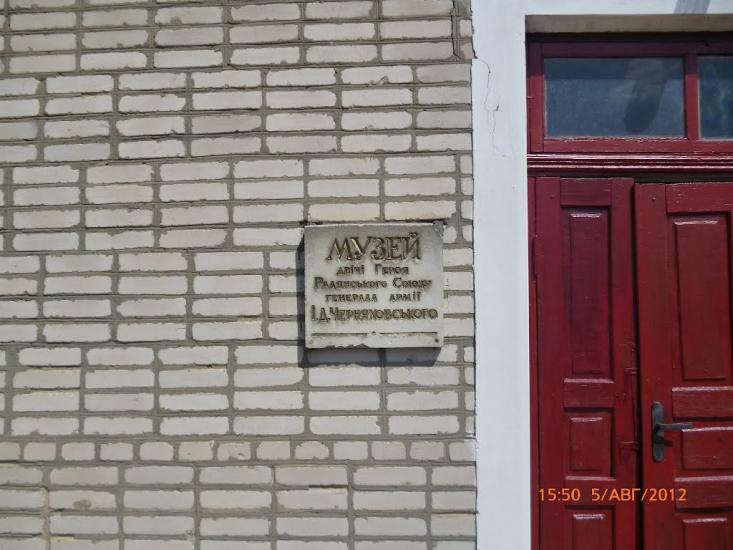 МУЗЕЙ
двічі Героя
Радянського Союзу
генерала армії
І.Д.Черняховського
15:50 5/АВГ/2012